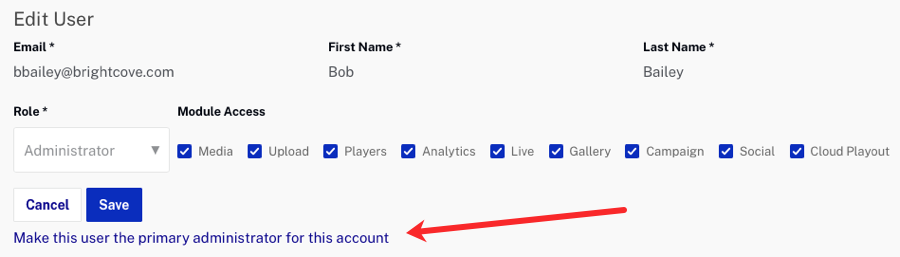 Edit User
Email * First Name * Last Name *
bbailey@brightcove.com Bob Bailey
Role * Module Access
Administrator Media Upload Players Analytics Live Gallery Campaign Social Cloud Playout
Cancel Save
Make this user the primary administrator for this account